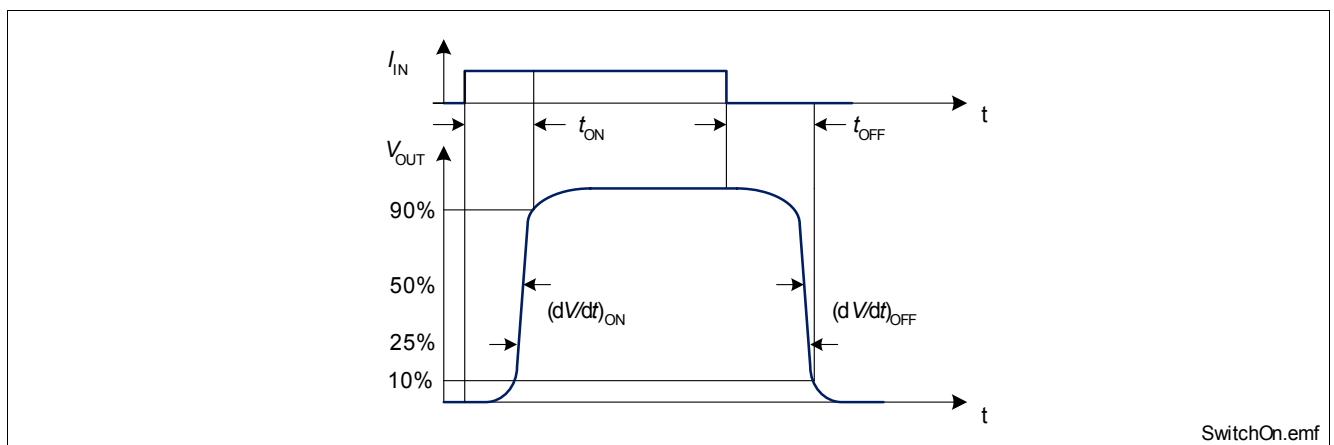 I_IN
t
t_ON
t_OFF
V_OUT
90%
50%
(dV/dt)_ON
(dV/dt)_OFF
25%
10%
t
SwitchOn.emf